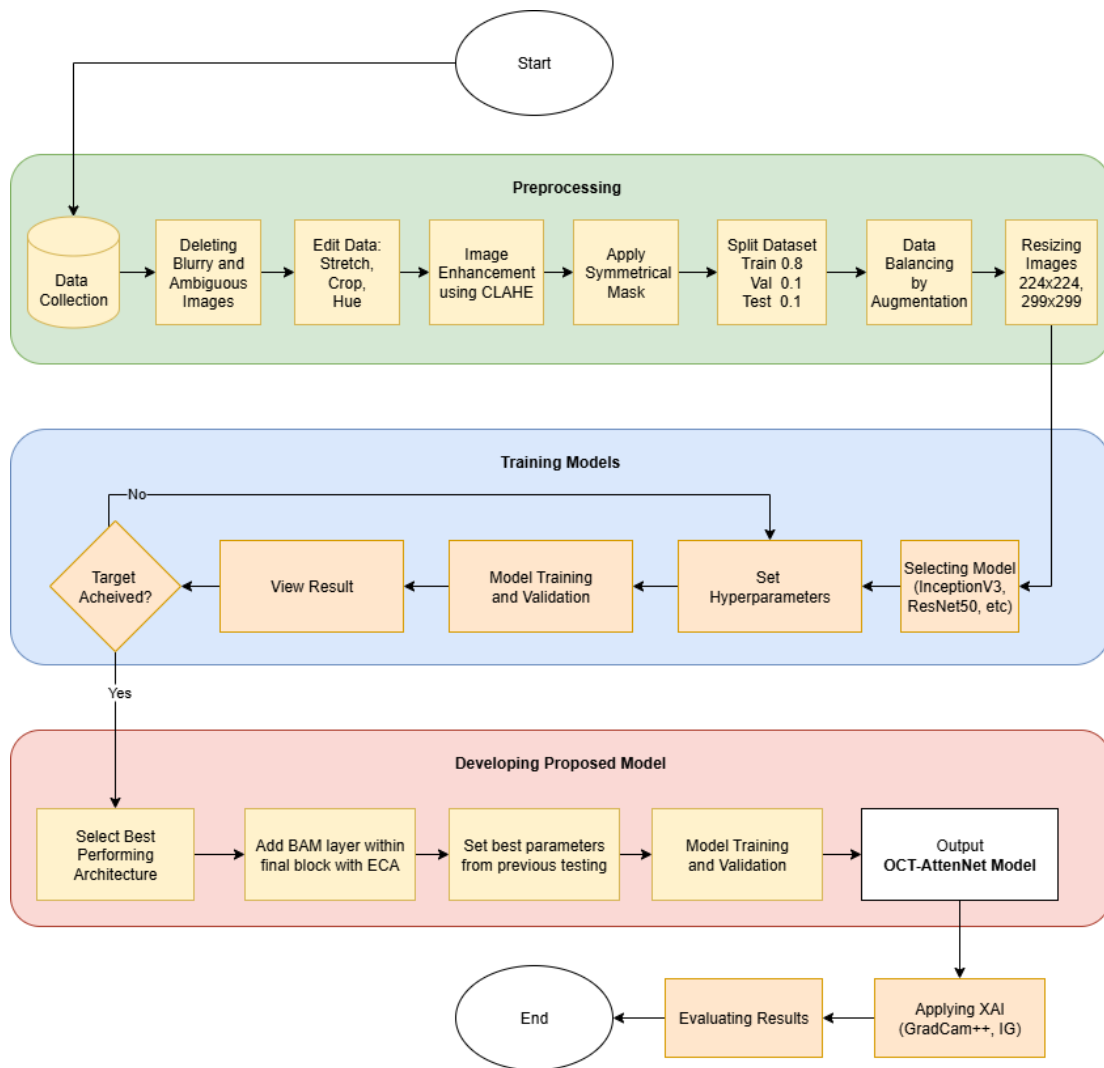 Start
Preprocessing
Data
Collection
Deleting
Blurry and
Ambiguous
Images
Edit Data:
Stretch,
Crop,
Hue
Image
Enhancement
using CLAHE
Apply
Symmetrical
Mask
Split Dataset
Train 0.8
Val 0.1
Test 0.1
Data
Balancing
by
Augmentation
Resizing
Images
224x224,
299x299
Training Models
No
Target
Acheived?
View Result
Model Training
and Validation
Set
Hyperparameters
Selecting Model
(InceptionV3,
ResNet50, etc)
Yes
Developing Proposed Model
Select Best
Performing
Architecture
Add BAM layer within
final block with ECA
Set best parameters
from previous testing
Model Training
and Validation
Output
OCT-AttenNet Model
End
Evaluating Results
Applying XAI
(GradCam++, IG)